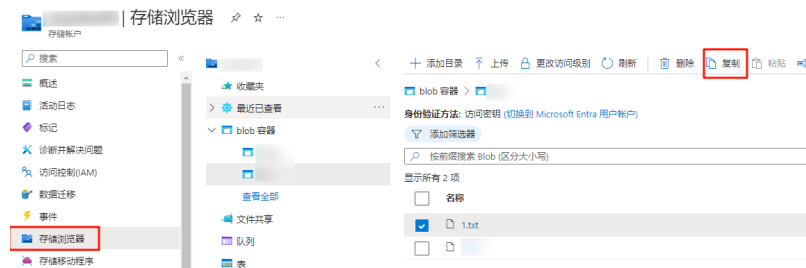 | 存储浏览器
存储帐户
搜索
概述
活动日志
标记
诊断并解决问题
访问控制(IAM)
数据迁移
事件
存储浏览器
存储移动程序
收藏夹
最近已查看
blob 容器
查看全部
文件共享
队列
表
添加目录 上传 更改访问级别 刷新 删除 复制 粘贴
blob 容器 >
身份验证方法: 访问密钥 (切换到 Microsoft Entra 用户帐户)
添加筛选器
按前缀搜索 Blob (区分大小写)
显示所有 2 项
名称
1.txt